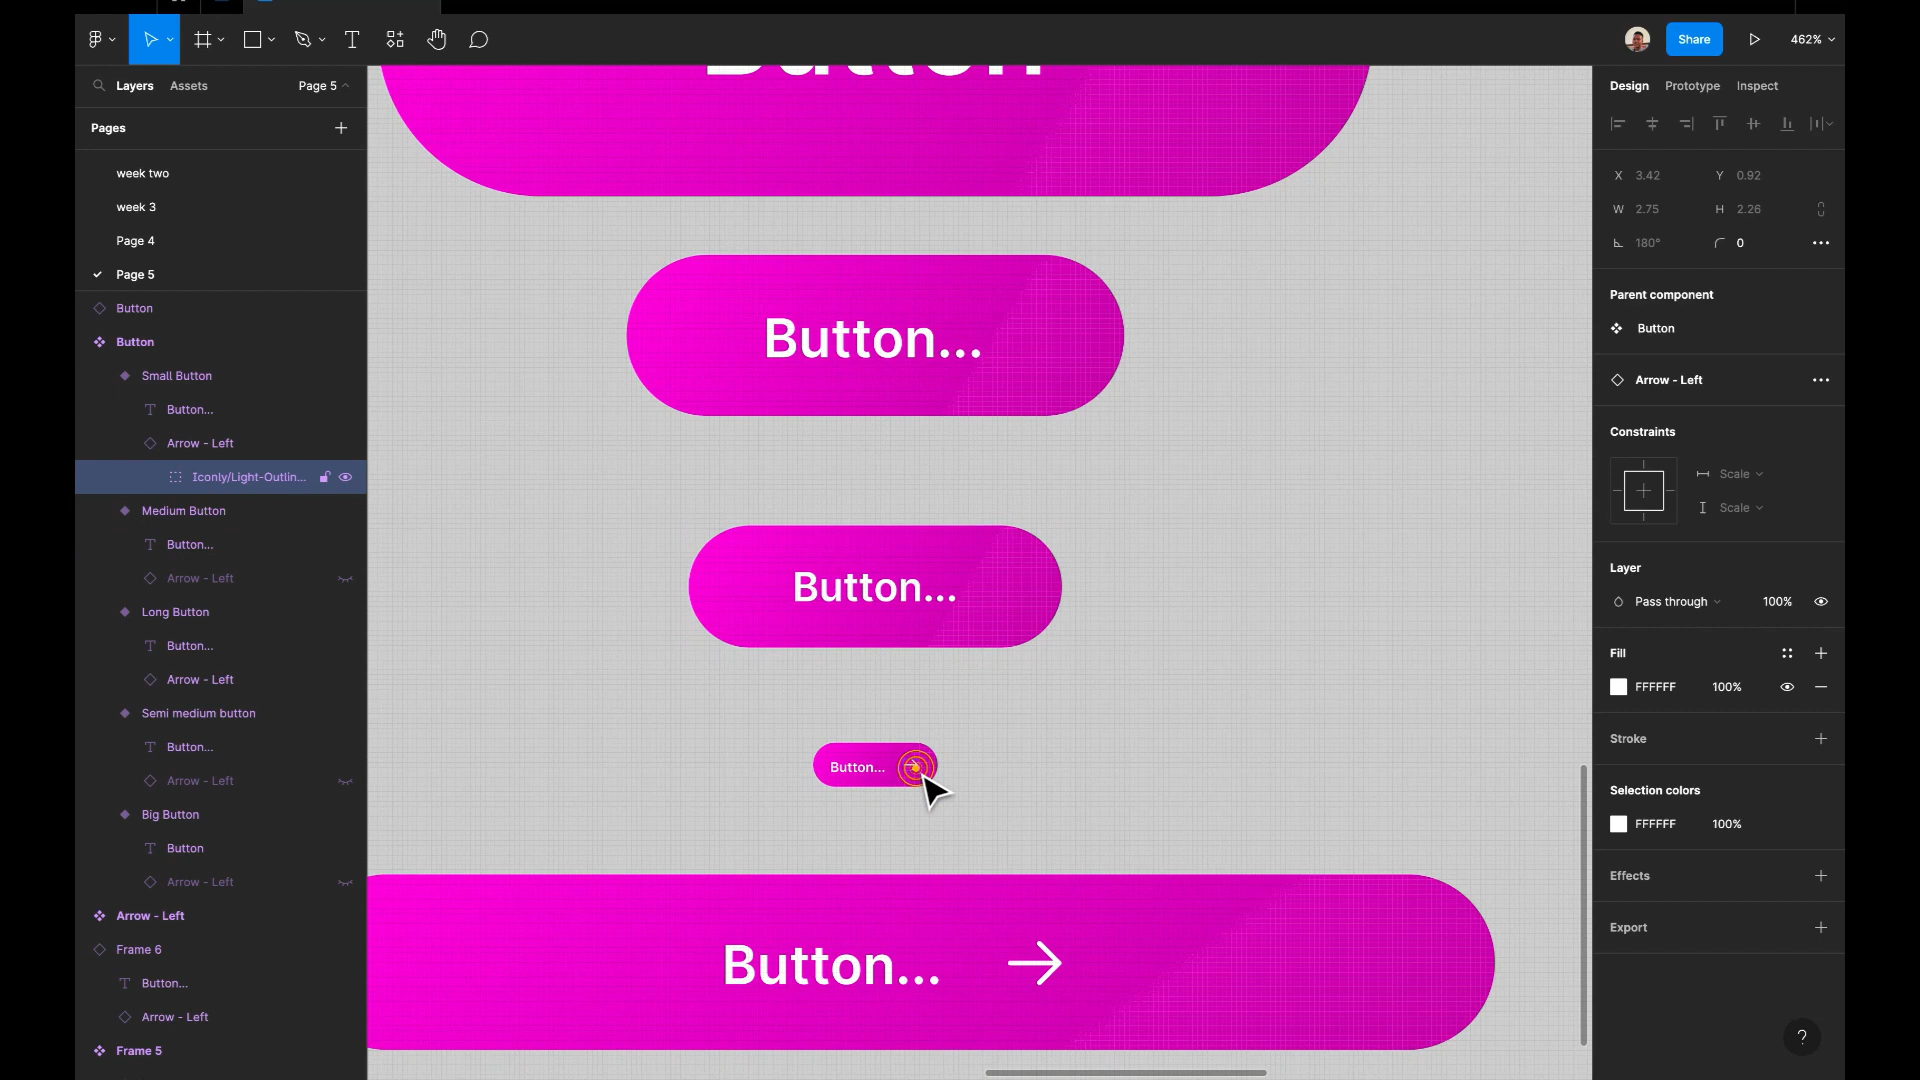 Share
462%
Layers
Assets
Page 5
Design
Prototype
Inspect
Pages
week two
week 3
Page 4
Page 5
Button
Button
Small Button
Button...
Arrow - Left
Iconly/Light-Outlin...
Medium Button
Button...
Arrow - Left
Long Button
Button...
Arrow - Left
Semi medium button
Button...
Arrow - Left
Big Button
Button
Arrow - Left
Arrow - Left
Frame 6
Button...
Arrow - Left
Frame 5
Button
Button...
Button...
Button...
Button...
X 3.42
Y 0.92
W 2.75
H 2.26
180°
0
Parent component
Button
Arrow - Left
Constraints
Scale
Scale
Layer
Pass through
100%
Fill
FFFFFF
100%
Stroke
Selection colors
FFFFFF
100%
Effects
Export
?